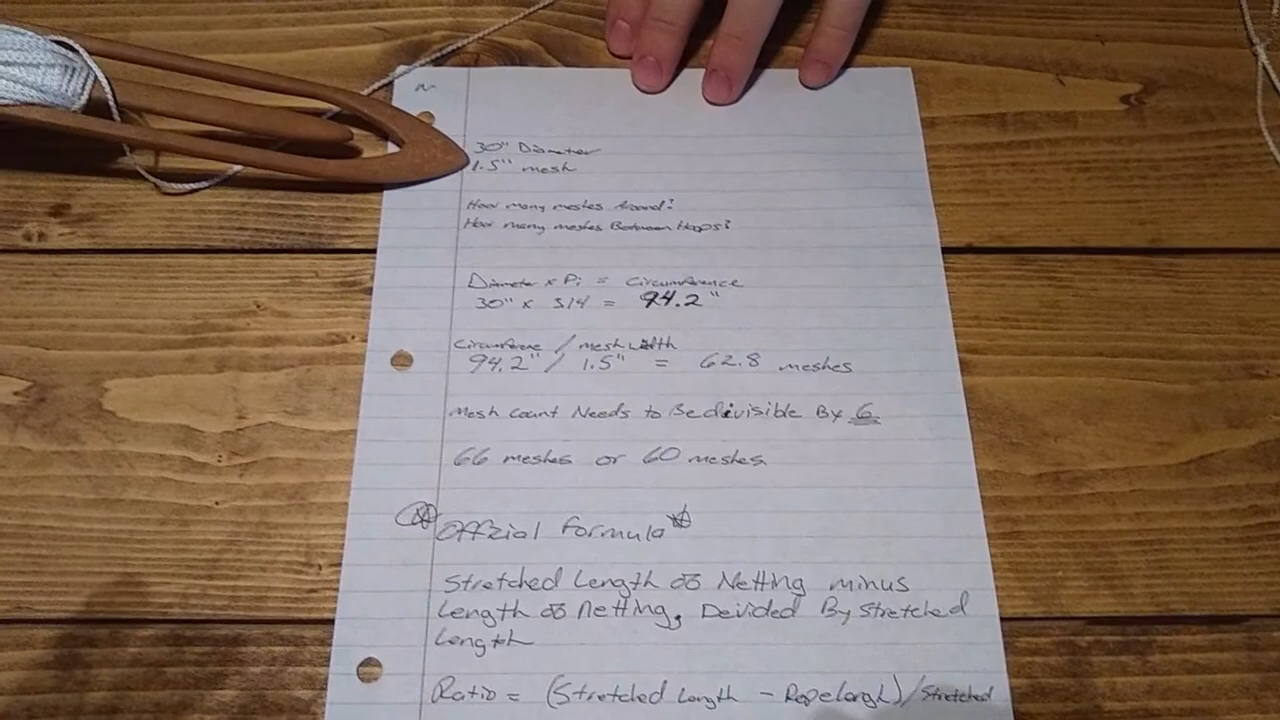 30" Diameter
1.5" mesh
How many meshes Around?
How many meshes Between Hoops?
Diameter x Pi = Circumference
30" x 3.14 = 94.2"
Circumference / mesh width
94.2" / 1.5" = 62.8 meshes
Mesh Count Needs to Be divisible By 6
66 meshes or 60 meshes
Offzial Formula
Stretched Length of Netting minus
Length of Netting, Devided By Stretched
Length
Ratio = (Stretched Length - Rope Length) / Stretched